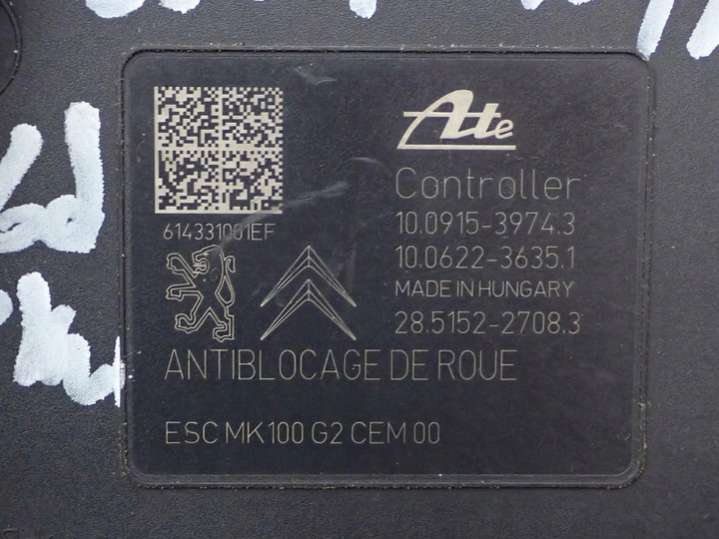 Ate
Controller
10.0915-3974.3
10.0622-3635.1
MADE IN HUNGARY
28.5152-2708.3
614331001EF
ANTIBLOCAGE DE ROUE
ESC MK100 G2 CEM 00